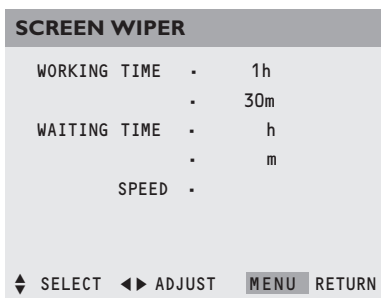 SCREEN WIPER
WORKING TIME · 1h
· 30m
WAITING TIME · h
· m
SPEED ·
SELECT ADJUST MENU RETURN